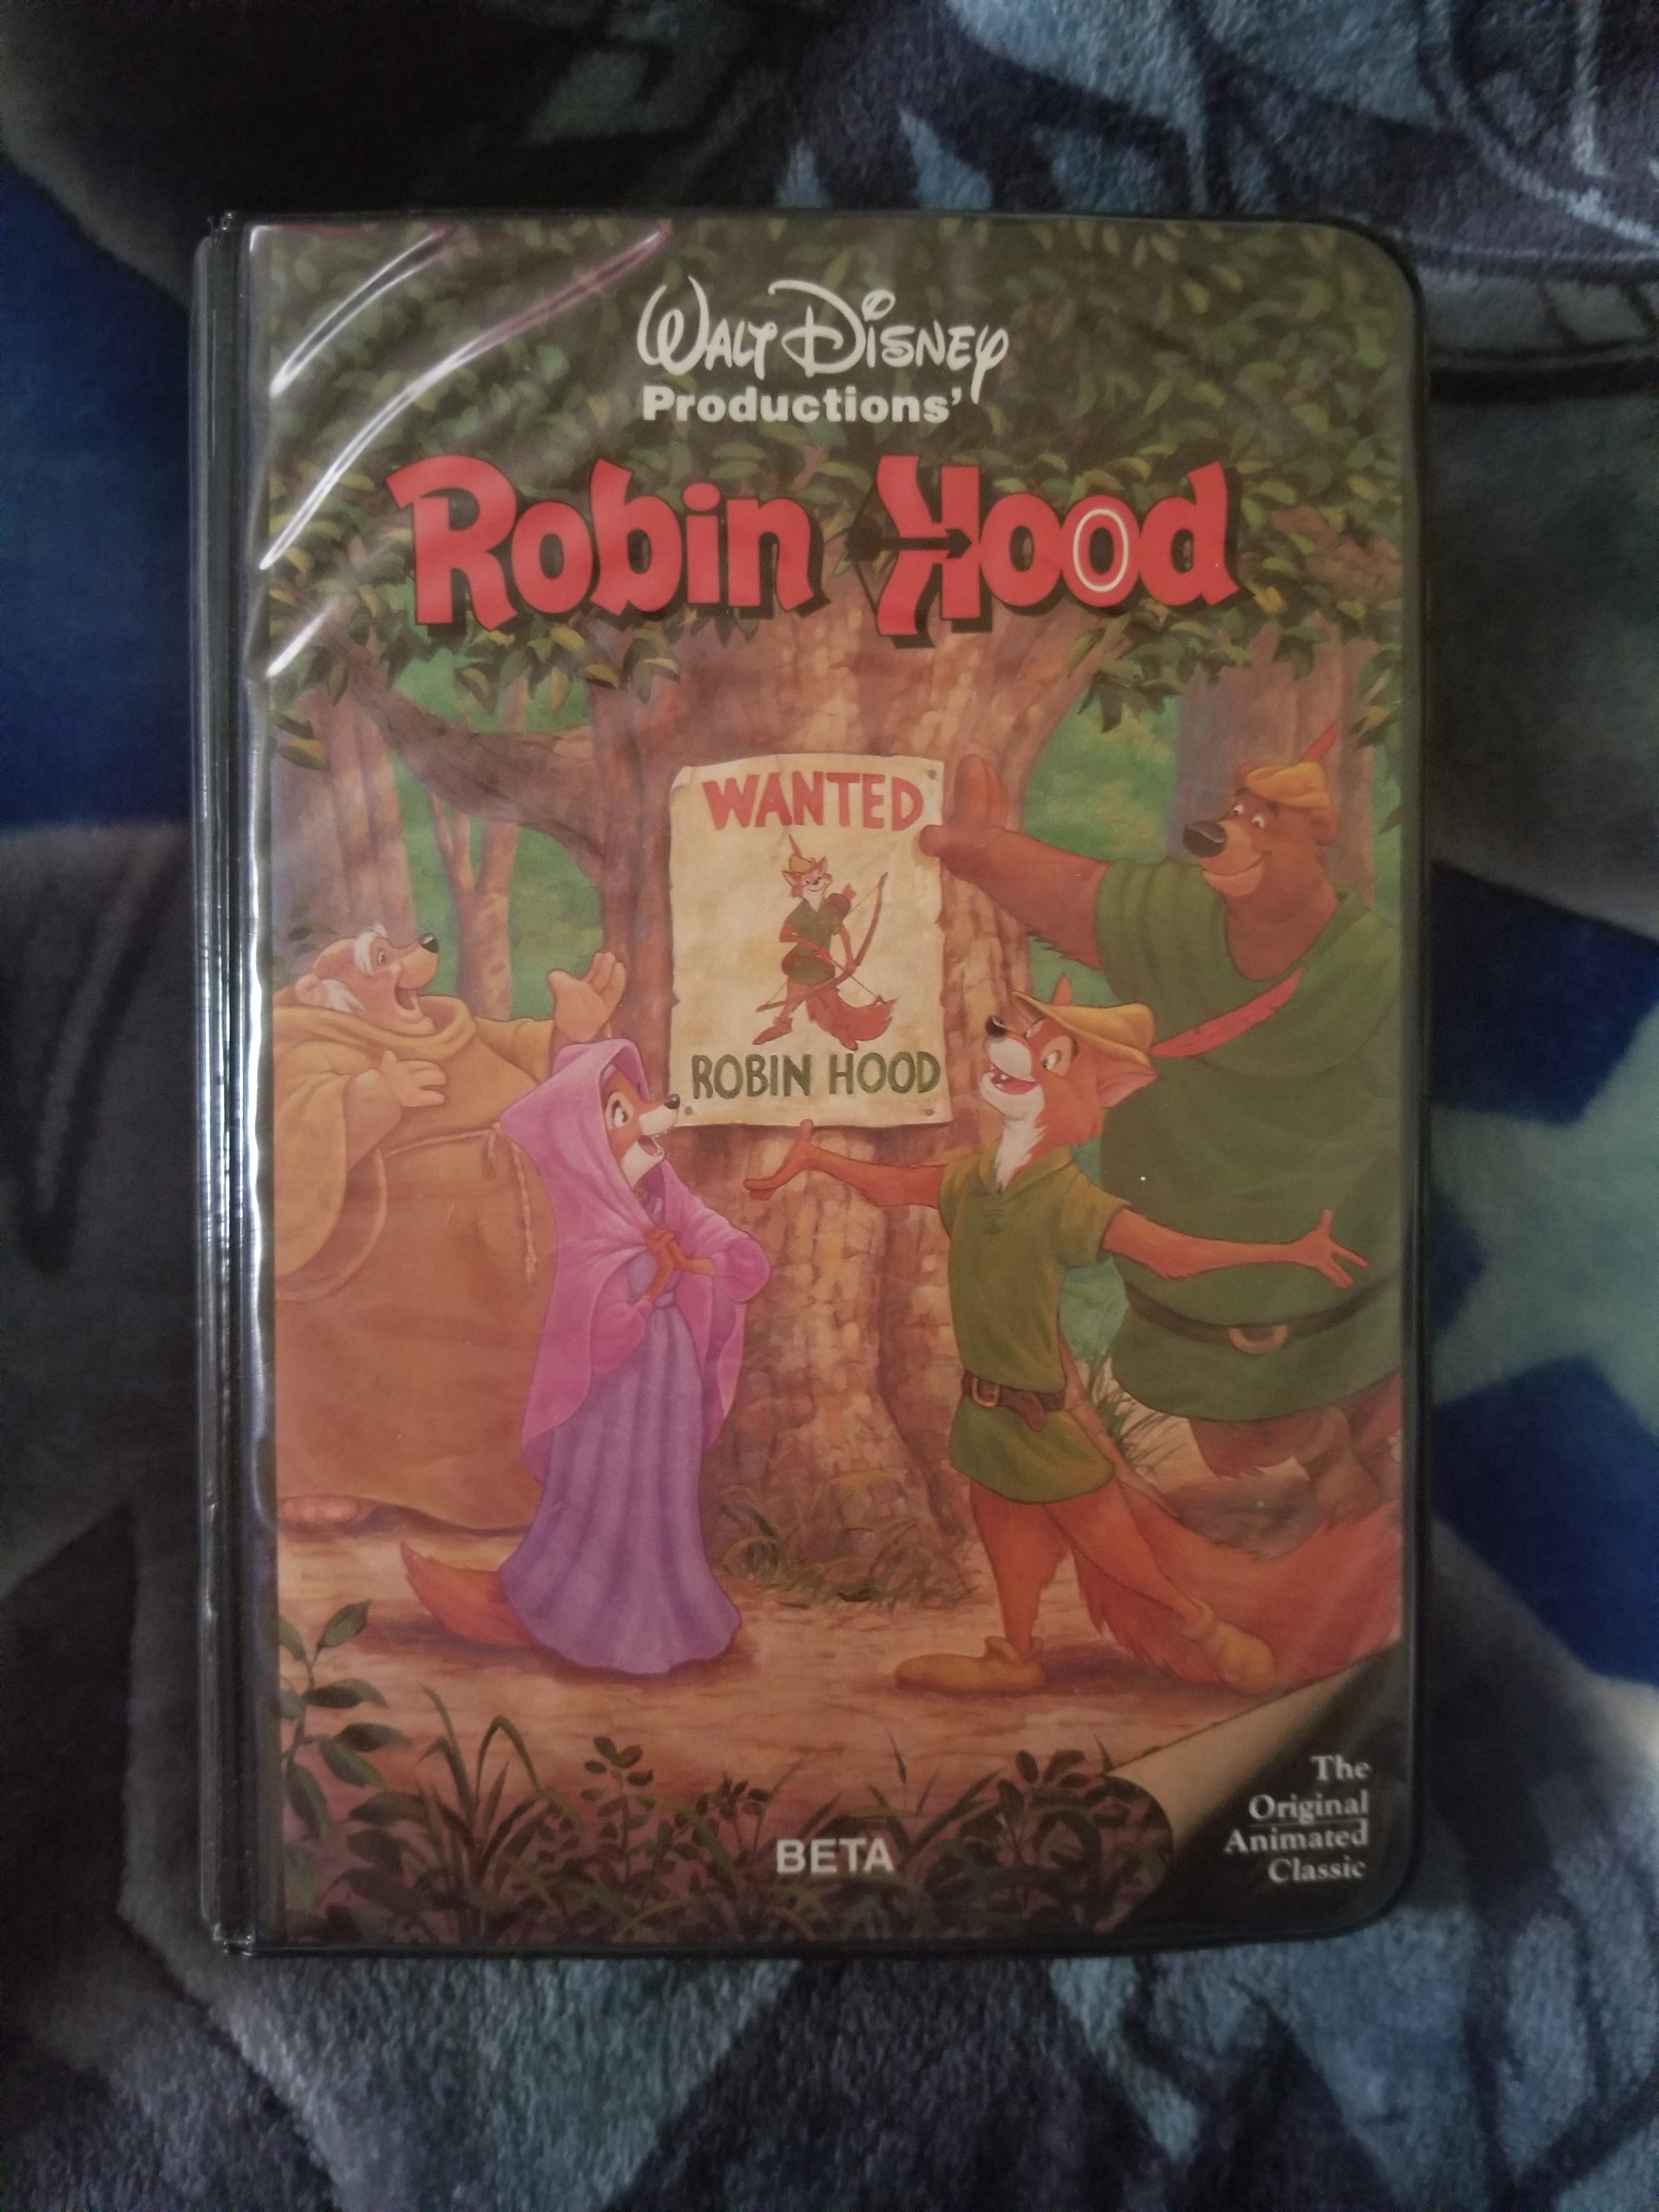 Walt Disney
Productions'
Robin Hood
WANTED
ROBIN HOOD
BETA
The
Original
Animated
Classic